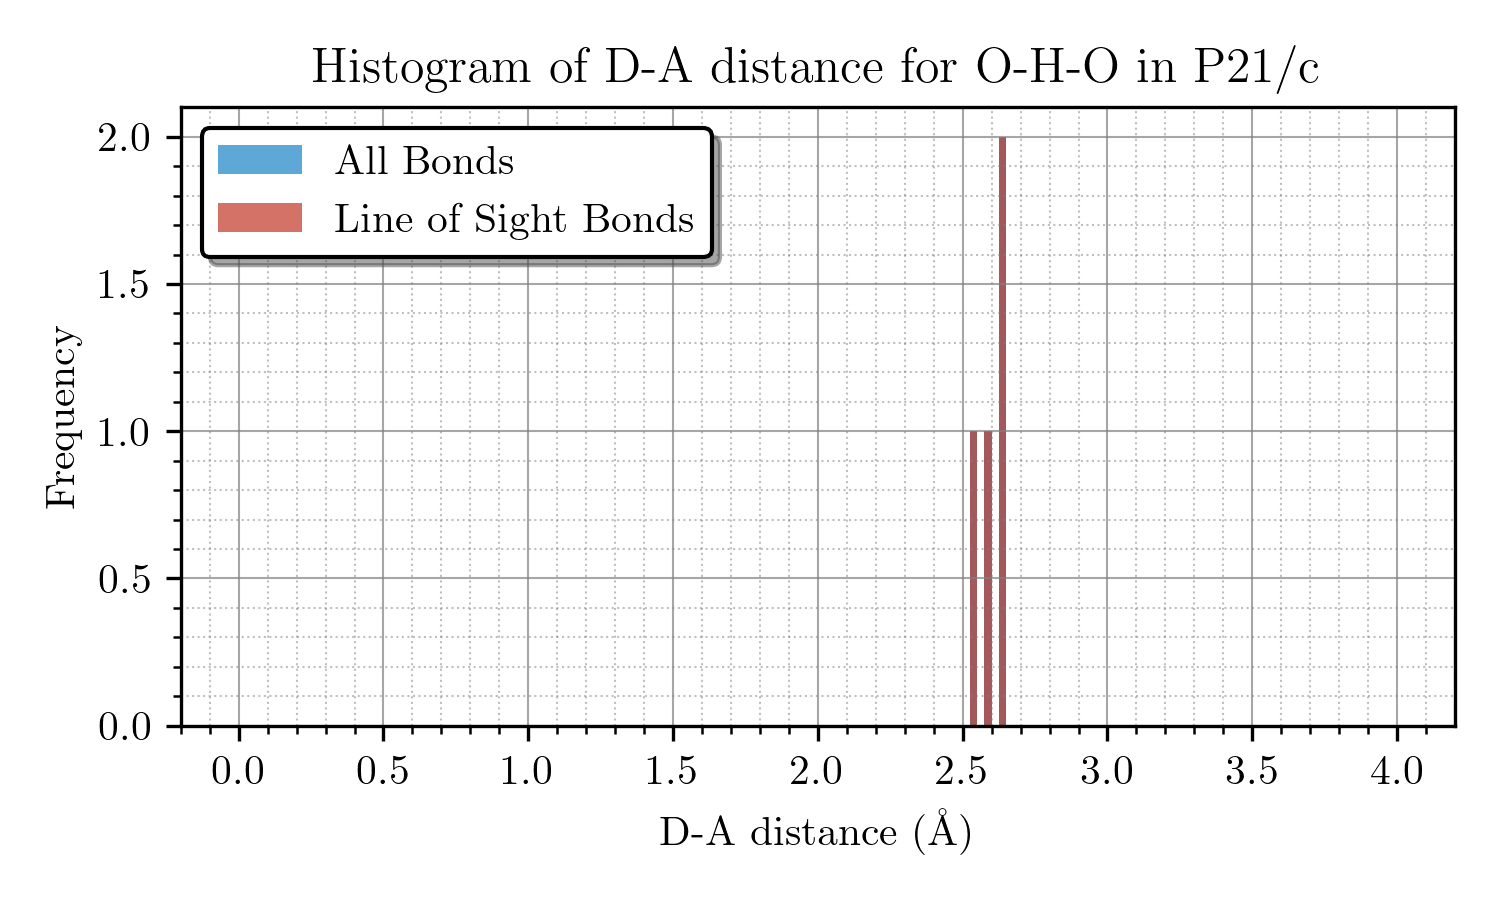 Histogram of D-A distance for O-H-O in P21/c
All Bonds
Line of Sight Bonds
Frequency
2.0
1.5
1.0
0.5
0.0
0.0 0.5 1.0 1.5 2.0 2.5 3.0 3.5 4.0
D-A distance (Å)